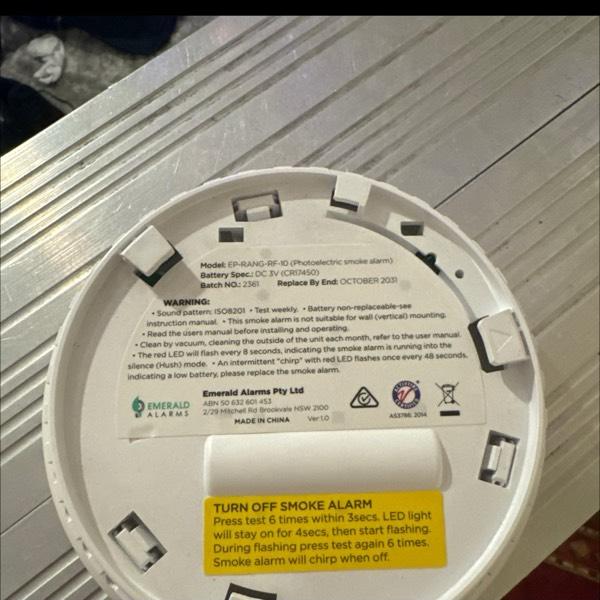 Model: EP-RANG-RF-10 (Photoelectric smoke alarm)
Battery Spec.: DC 3V (CR17450)
Batch NO.: 2361 Replace By End: OCTOBER 2031
WARNING:
• Sound pattern: ISO8201 • Test weekly. • Battery non-replaceable-see
instruction manual. • This smoke alarm is not suitable for wall (vertical) mounting.
• Read the users manual before installing and operating.
• Clean by vacuum, cleaning the outside of the unit each month, refer to the user manual.
• The red LED will flash every 8 seconds, indicating the smoke alarm is running into the
silence (Hush) mode. • An intermittent "chirp" with red LED flashes once every 48 seconds,
indicating a low battery, please replace the smoke alarm.
EMERALD
ALARMS
Emerald Alarms Pty Ltd
ABN 50 632 601 453
2/29 Mitchell Rd Brookvale NSW 2100
MADE IN CHINA Ver:1.0
AS3786: 2014
TURN OFF SMOKE ALARM
Press test 6 times within 3secs. LED light
will stay on for 4secs, then start flashing.
During flashing press test again 6 times.
Smoke alarm will chirp when off.